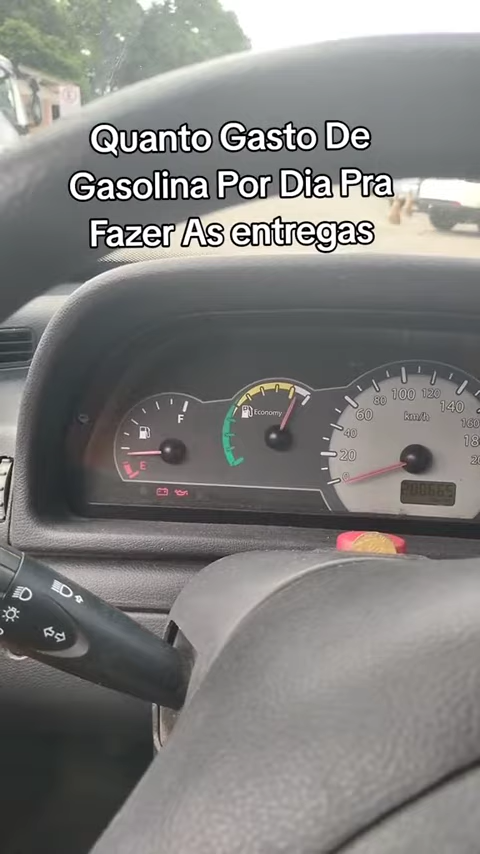 Quanto Gasto De
Gasolina Por Dia Pra
Fazer As entregas
F
E
Economy
0
20
40
60
80
100
120
140
160
km/h